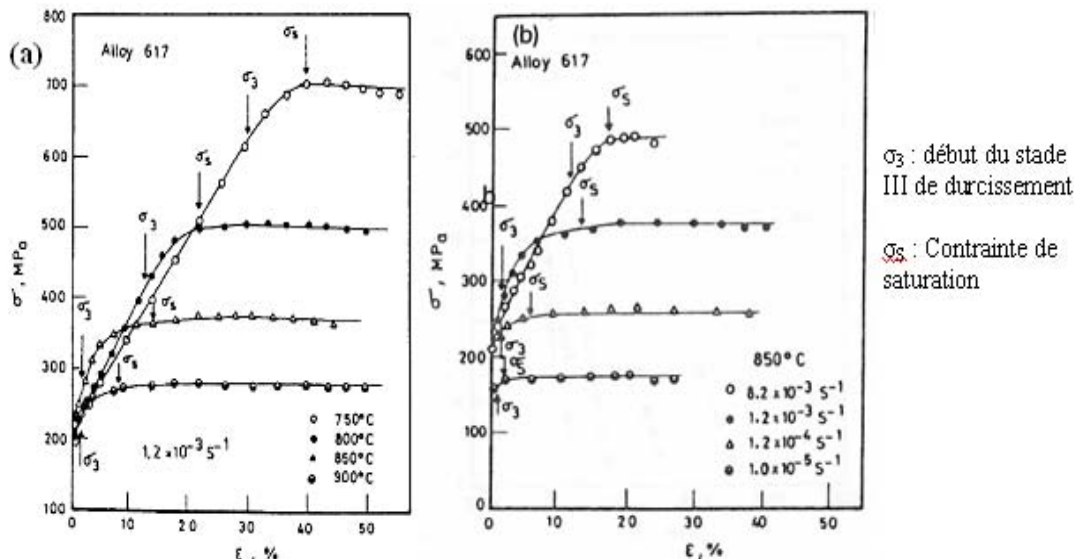 (a)
Alloy 617
800
700
600
500
400
300
200
100
σ, MPa
σ3
σs
σ3
σs
σ3
σs
σs
σ3
1,2 x 10⁻³ S⁻¹
750°C
800°C
850°C
900°C
0
10
20
30
40
50
ε, %
(b)
Alloy 617
600
500
400
300
200
100
0
σ, MPa
σ3
σS
σ3
σS
σS
σ3
σS
σ3
850°C
8.2 x 10⁻³ S⁻¹
1.2 x 10⁻³ S⁻¹
1.2 x 10⁻⁴ S⁻¹
1.0 x 10⁻⁵ S⁻¹
0
10
20
30
40
50
ε, %
σ3 : début du stade
III de durcissement
σS : Contrainte de
saturation